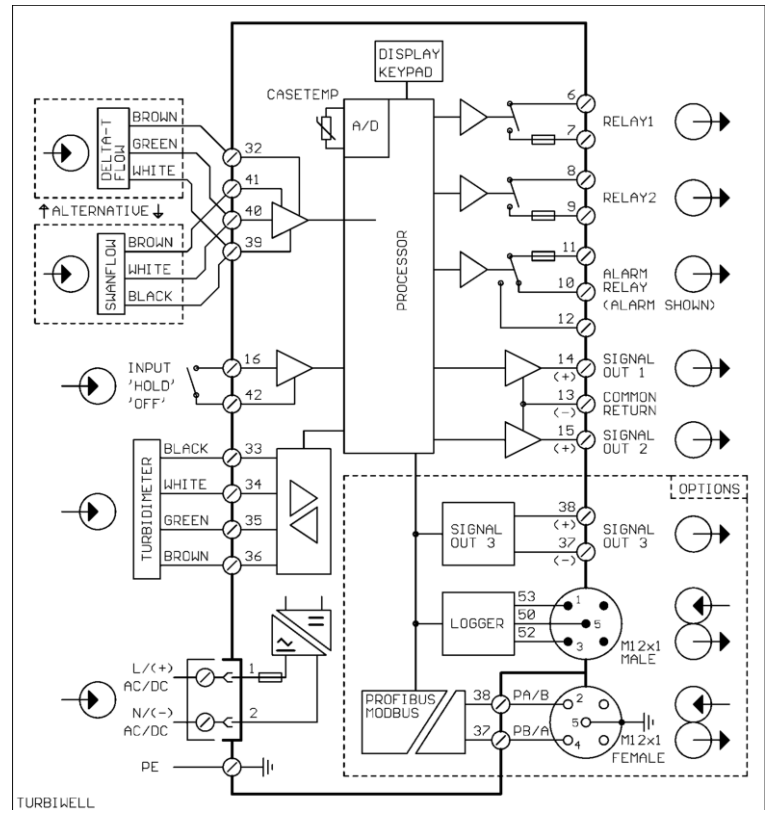 DISPLAY
KEYPAD
CASETEMP
A/D
PROCESSOR
BROWN
GREEN
WHITE
DELTA-T
FLOW
32
41
40
39
ALTERNATIVE
BROWN
WHITE
BLACK
SWANFLOW
6
7
RELAY1
8
9
RELAY2
11
10
12
ALARM
RELAY
(ALARM SHOWN)
INPUT
'HOLD'
'OFF'
16
42
14
(+)
SIGNAL
OUT 1
13
(-)
COMMON
RETURN
15
(+)
SIGNAL
OUT 2
TURBIDIMETER
BLACK 33
WHITE 34
GREEN 35
BROWN 36
OPTIONS
SIGNAL
OUT 3
38
(+)
37
(-)
SIGNAL
OUT 3
LOGGER
53
50
52
1
5
3
M12x1
MALE
L/(+)
AC/DC
1
N/(-)
AC/DC
2
PROFIBUS
MODBUS
38 PA/B
37 PB/A
2
5
4
M12x1
FEMALE
PE
TURBIWELL